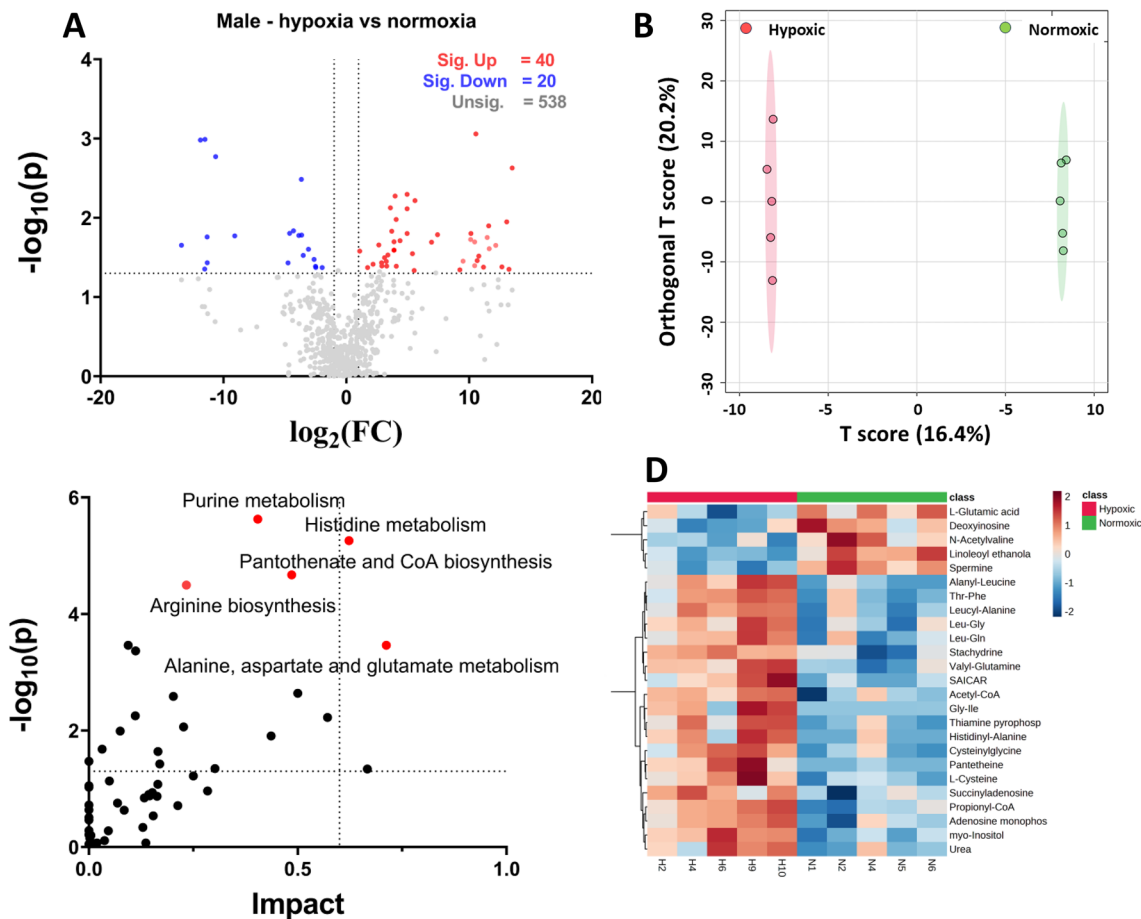 A
Male - hypoxia vs normoxia
Sig. Up = 40
Sig. Down = 20
Unsig. = 538
4
3
2
1
0
-20
-10
0
10
20
-log10(p)
log2(FC)
B
Hypoxic
Normoxic
30
20
10
0
-10
-20
-30
-10
-5
0
-5
10
Orthogonal T score (20.2%)
T score (16.4%)
6
4
2
0
0.0
0.5
1.0
-log10(p)
Impact
Purine metabolism
Histidine metabolism
Pantothenate and CoA biosynthesis
Arginine biosynthesis
Alanine, aspartate and glutamate metabolism
D
class
L-Glutamic acid
Deoxyinosine
N-Acetylvaline
Linoleoyl ethanola
Spermine
Alanyl-Leucine
Thr-Phe
Leucyl-Alanine
Leu-Gly
Leu-Gln
Stachydrine
Valyl-Glutamine
SAICAR
Acetyl-CoA
Gly-Ile
Thiamine pyrophosp
Histidinyl-Alanine
Cysteinylglycine
Pantetheine
L-Cysteine
Succinyladenosine
Propionyl-CoA
Adenosine monophos
myo-Inositol
Urea
H2
H4
H6
H9
H10
N1
N2
N4
N5
N6
2
1
0
-1
-2
class
Hypoxic
Normoxic